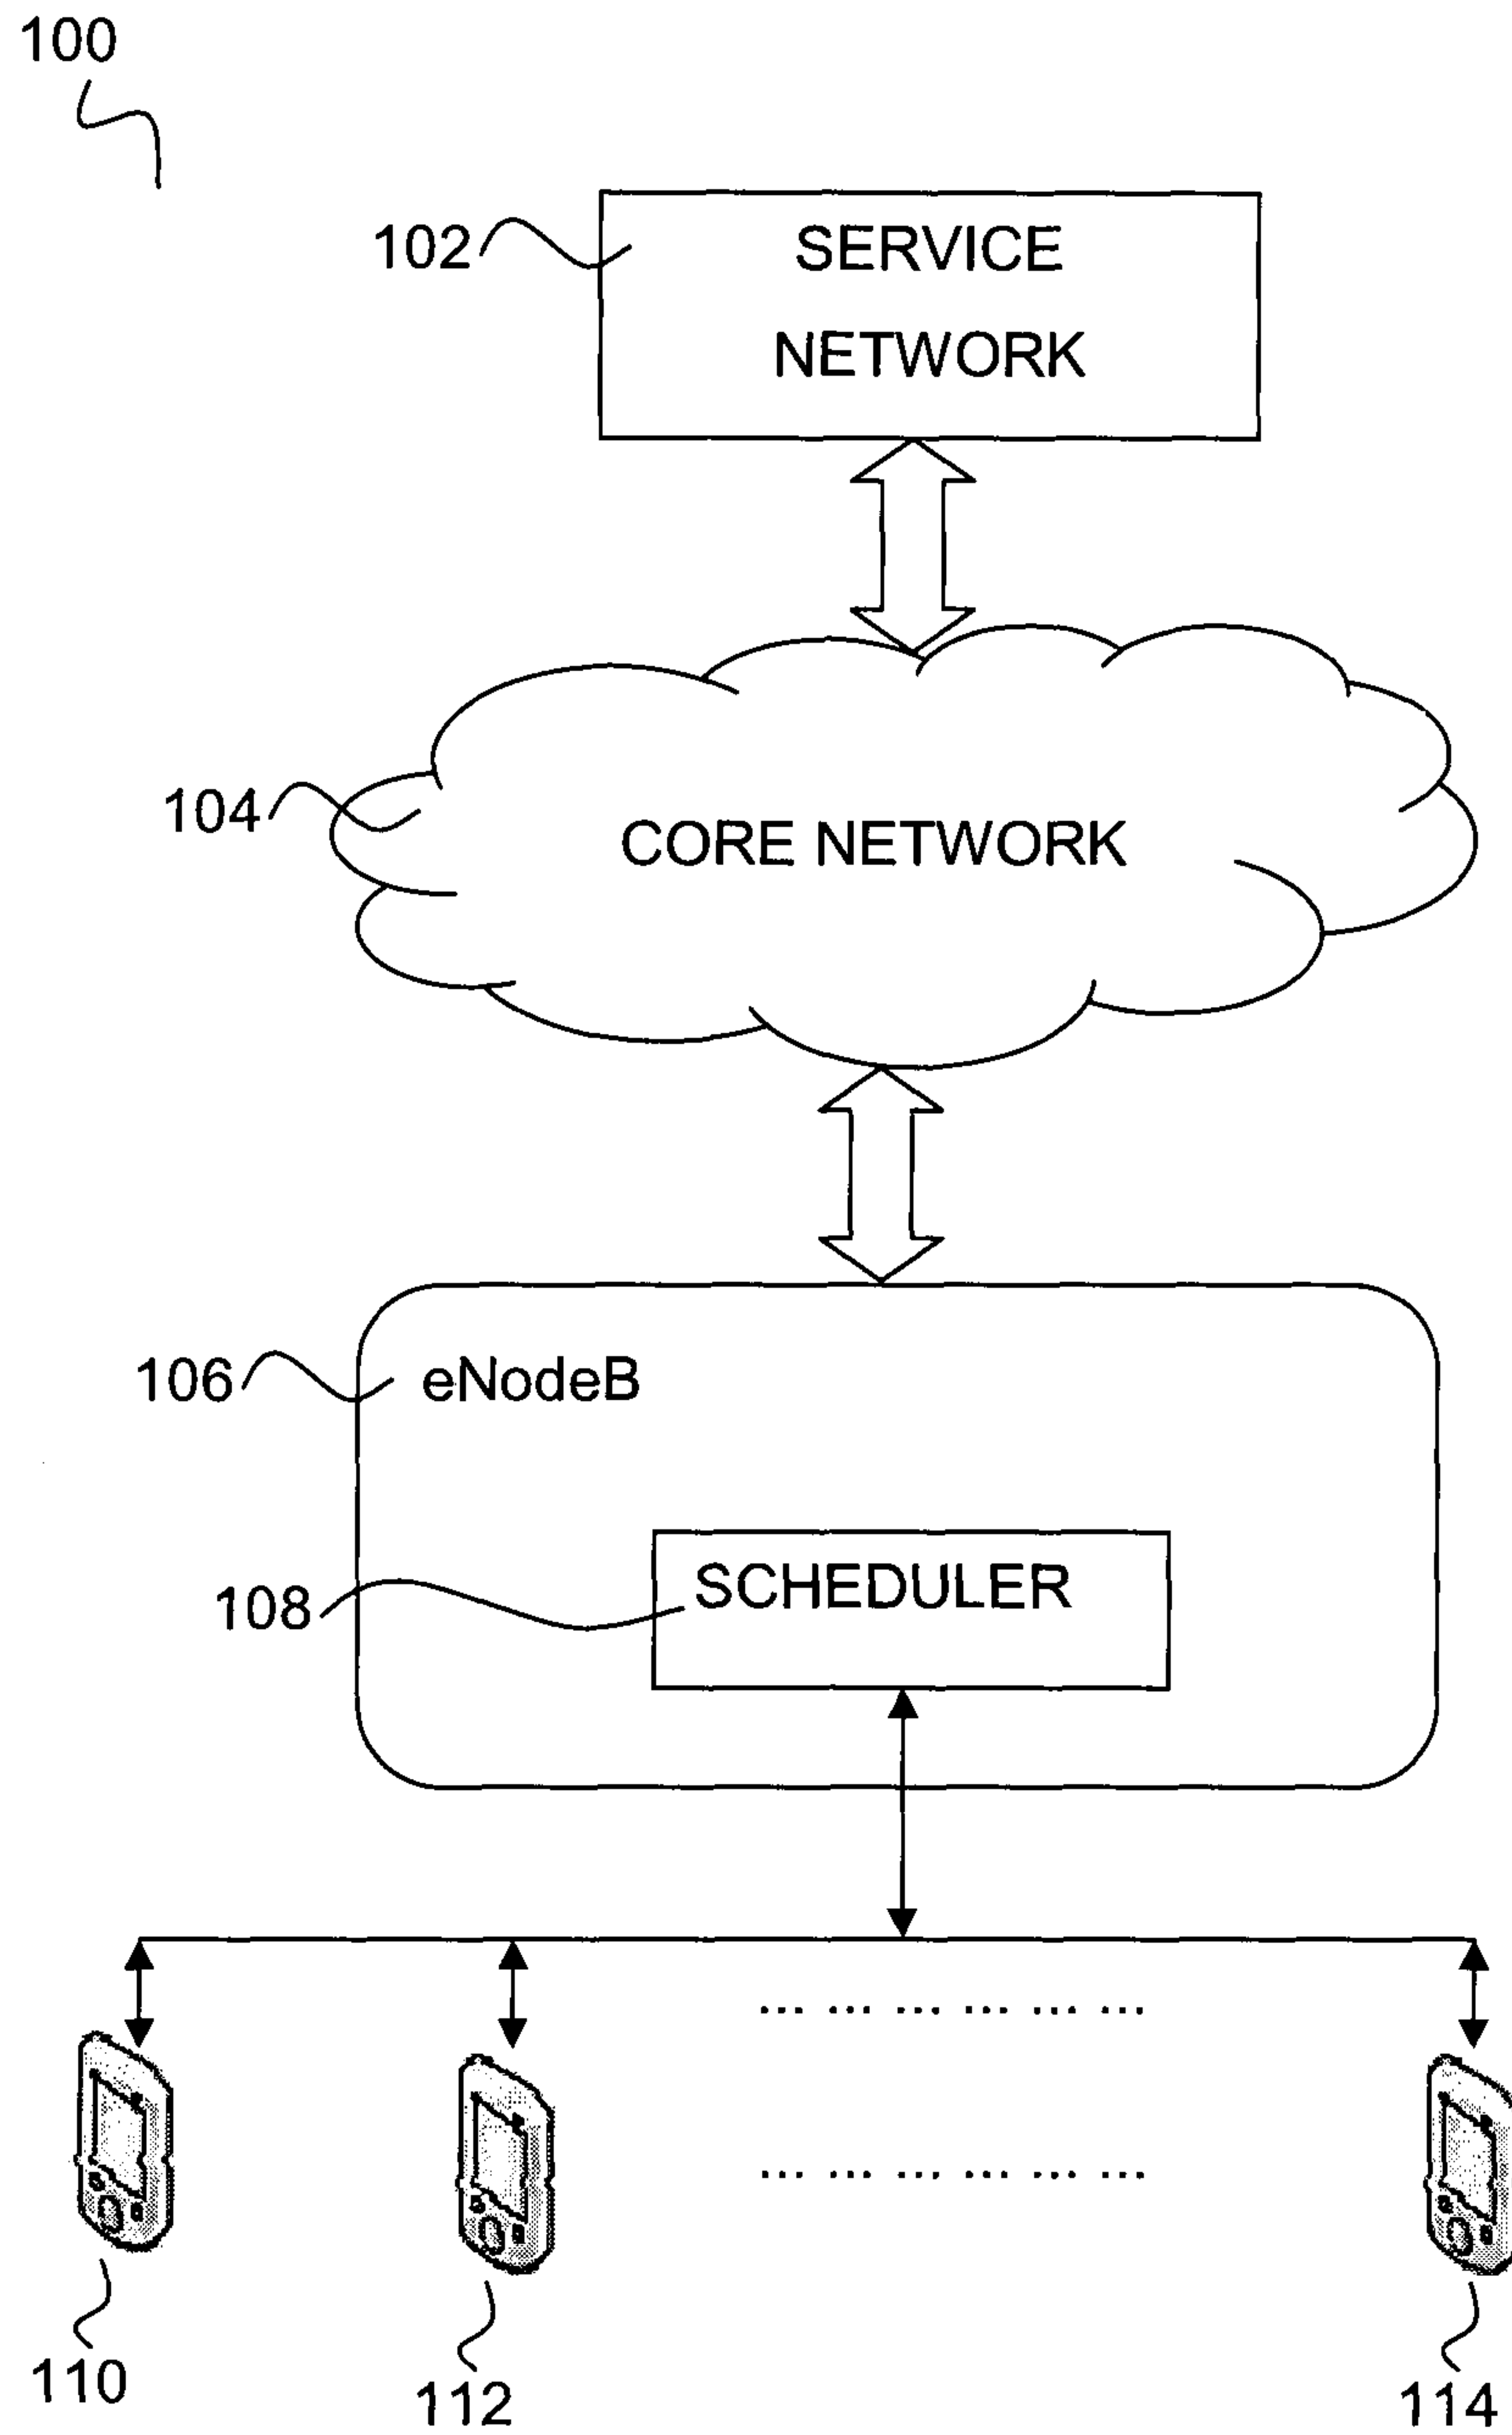 100
102
SERVICE
NETWORK
104
CORE NETWORK
106
eNodeB
108
SCHEDULER
110
112
114